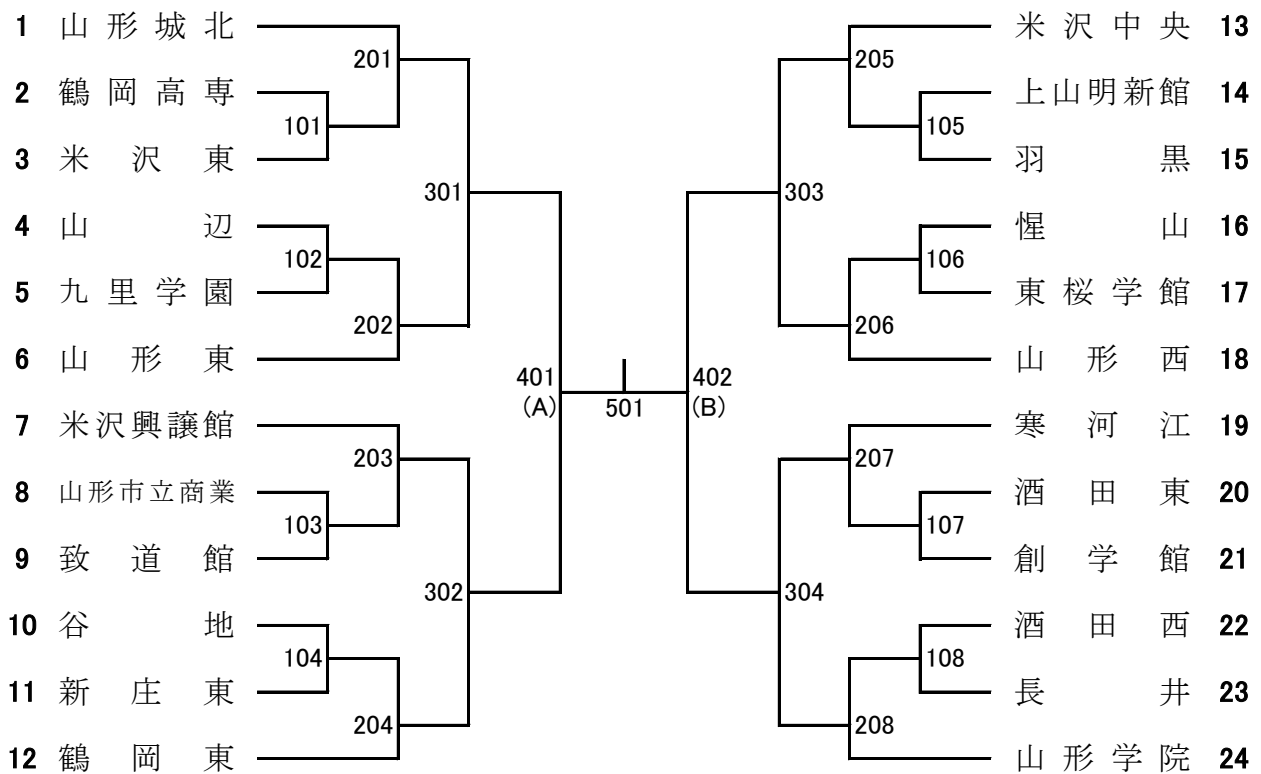 1 山形城北
201
2 鶴岡高専
101
3 米沢東
301
4 山辺
102
5 九里学園
202
6 山形東
401
(A)
7 米沢興譲館
203
8 山形市立商業
103
9 致道館
302
10 谷地
104
11 新庄東
204
12 鶴岡東
501
米沢中央 13
205
上山明新館 14
105
羽黒 15
303
惺山 16
106
東桜学館 17
206
山形西 18
402
(B)
寒河江 19
207
酒田東 20
107
創学館 21
304
酒田西 22
108
長井 23
208
山形学院 24